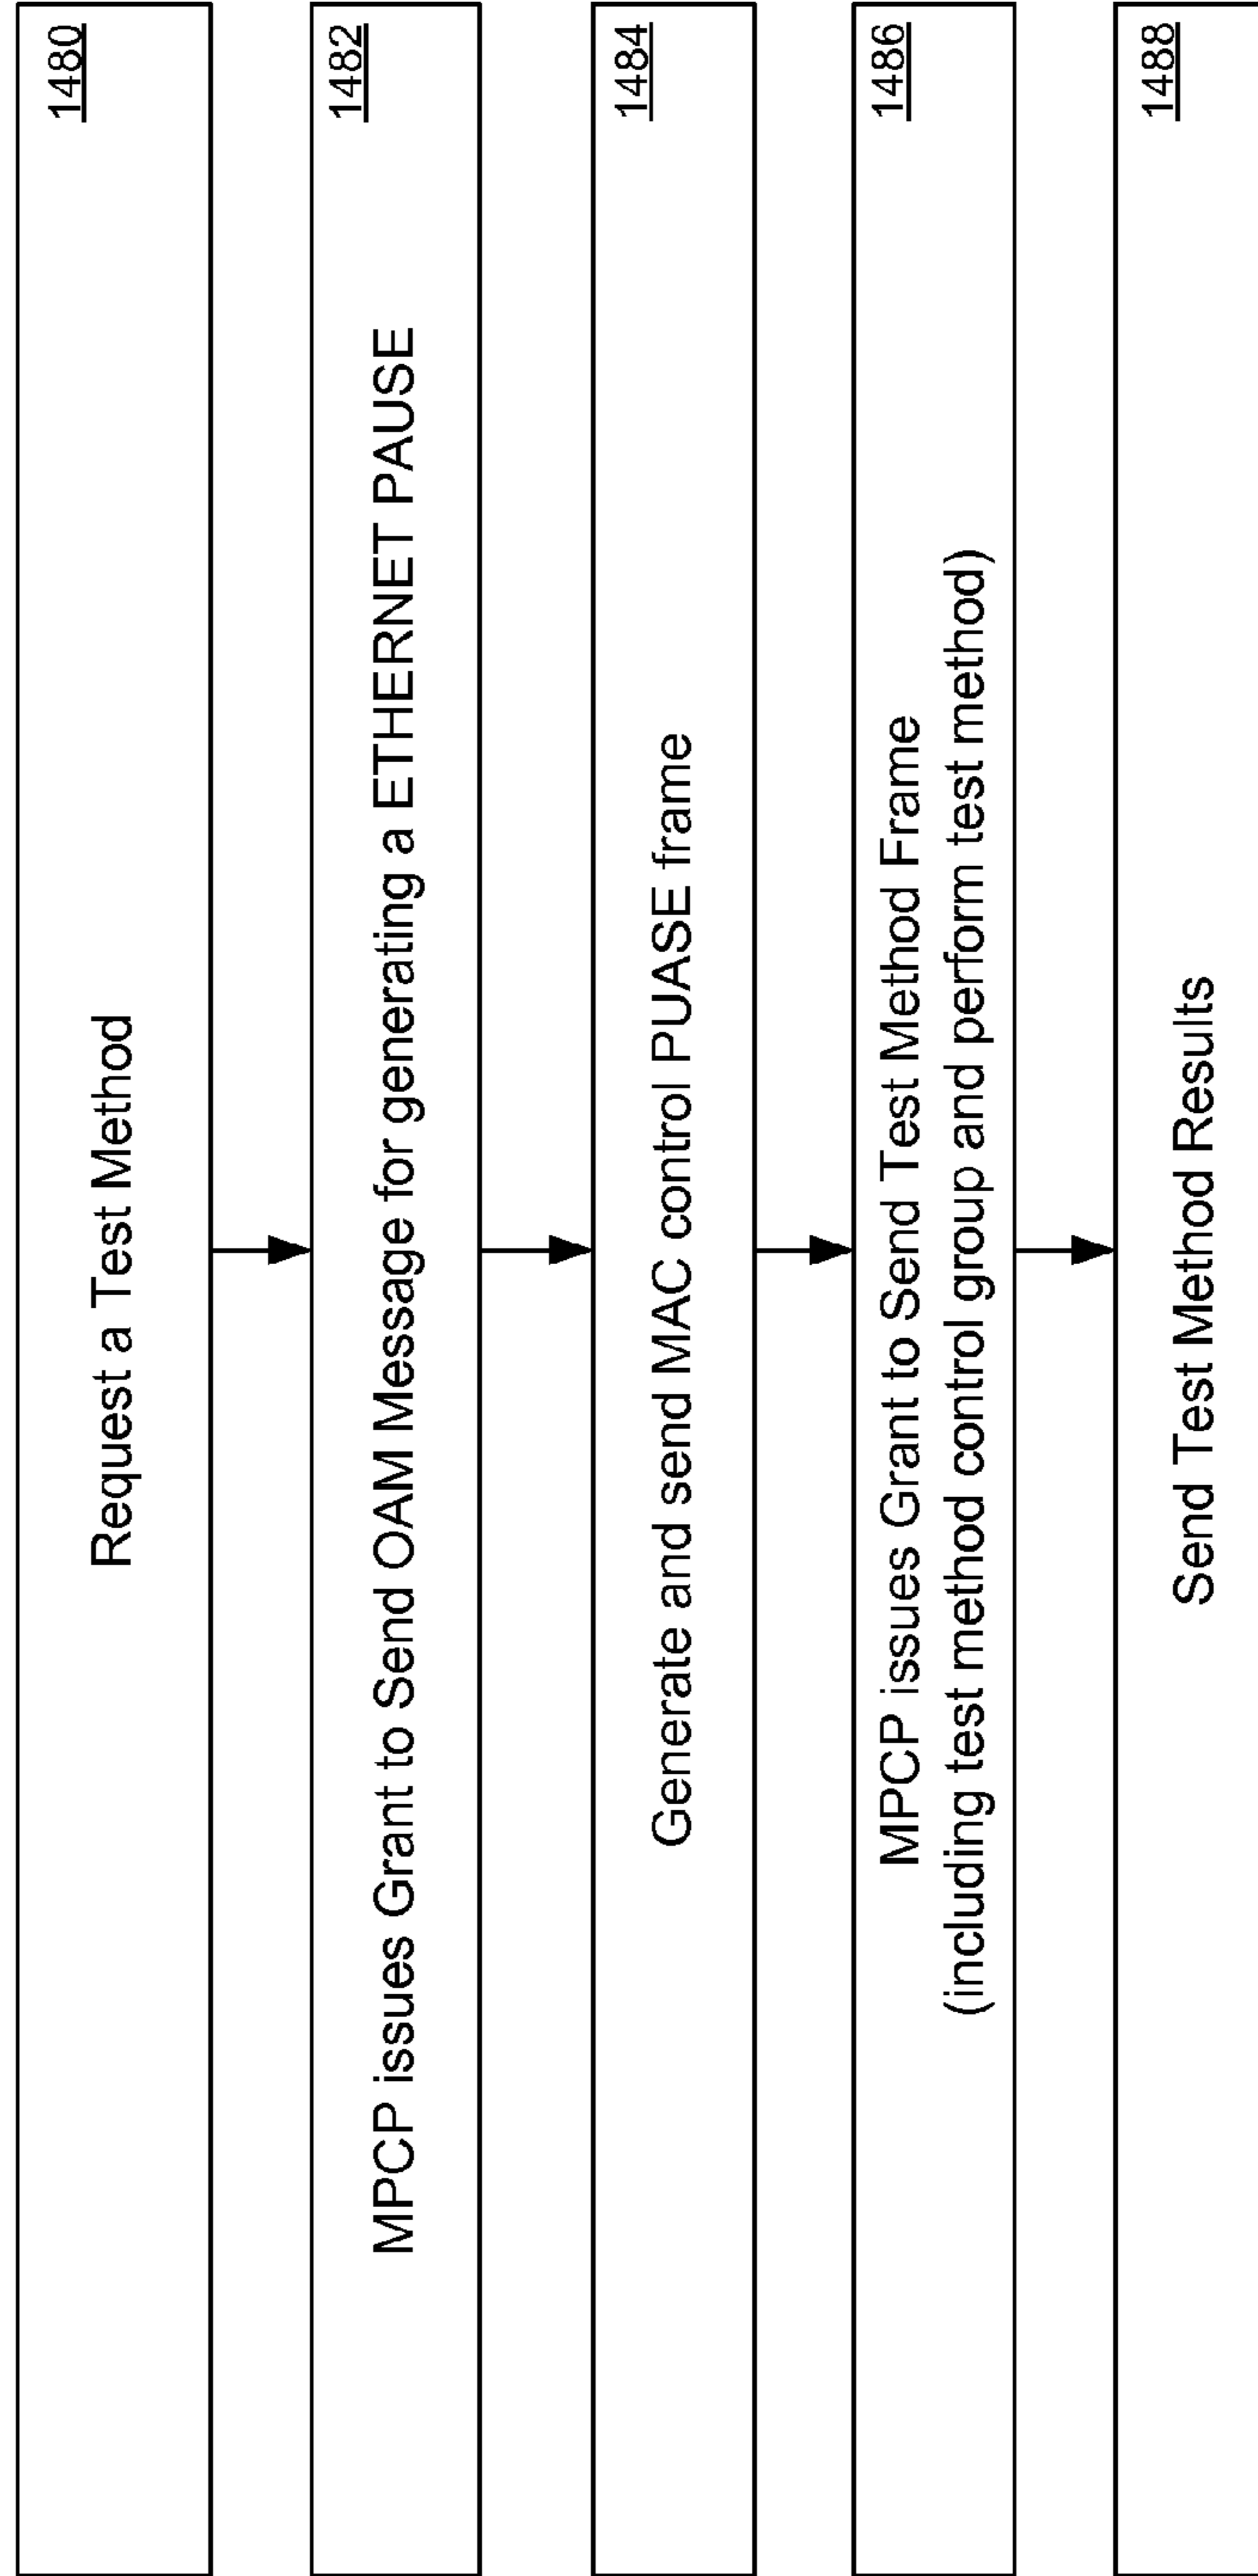 1480
Request a Test Method
1482
MPCP issues Grant to Send OAM Message for generating a ETHERNET PAUSE
1484
Generate and send MAC control PUASE frame
1486
MPCP issues Grant to Send Test Method Frame
(including test method control group and perform test method)
1488
Send Test Method Results